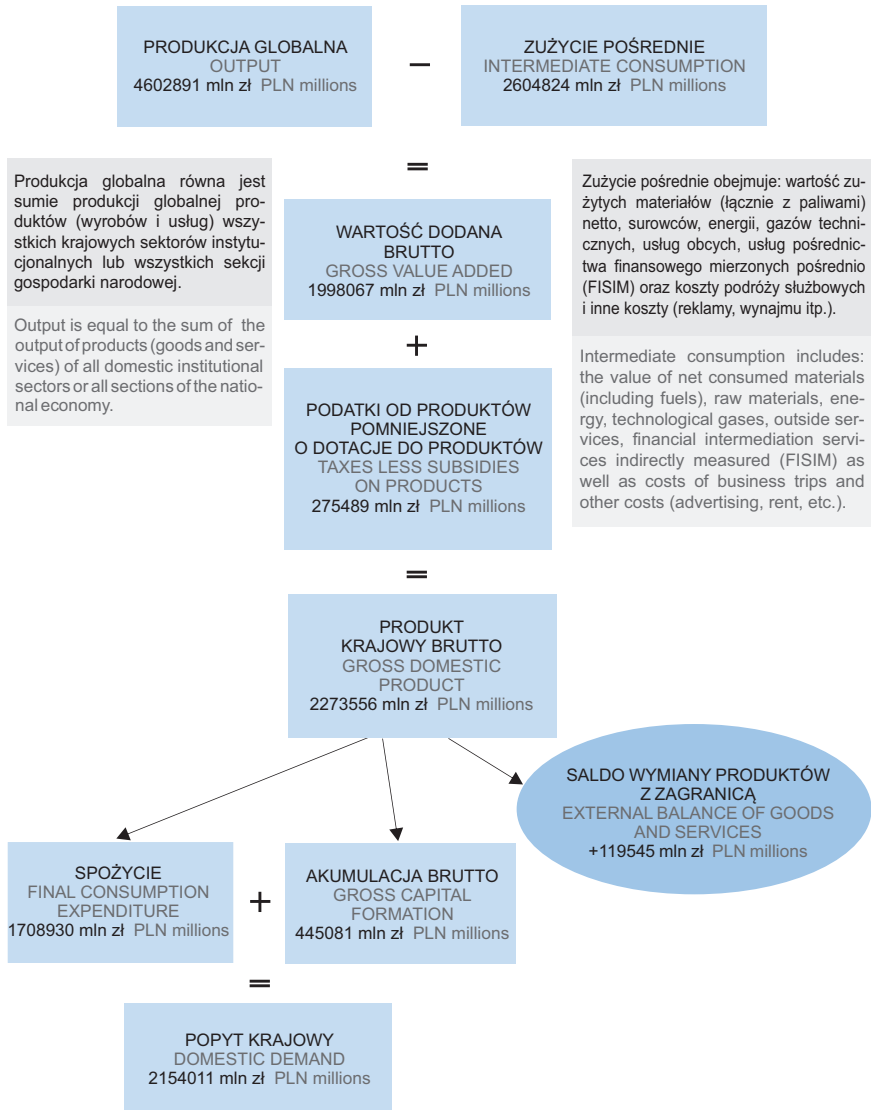 PRODUKCJA GLOBALNA
OUTPUT
4602891 mln zł PLN millions
–
ZUŻYCIE POŚREDNIE
INTERMEDIATE CONSUMPTION
2604824 mln zł PLN millions
=
Produkcja globalna równa jest
sumie produkcji globalnej pro-
duktów (wyrobów i usług) wszy-
stkich krajowych sektorów instytu-
cjonalnych lub wszystkich sekcji
gospodarki narodowej.
Output is equal to the sum of the
output of products (goods and ser-
vices) of all domestic institutional
sectors or all sections of the natio-
nal economy.
WARTOŚĆ DODANA
BRUTTO
GROSS VALUE ADDED
1998067 mln zł PLN millions
Zużycie pośrednie obejmuje: wartość zu-
żytych materiałów (łącznie z paliwami)
netto, surowców, energii, gazów techni-
cznych, usług obcych, usług pośrednic-
twa finansowego mierzonych pośrednio
(FISIM) oraz koszty podróży służbowych
i inne koszty (reklamy, wynajmu itp.).
Intermediate consumption includes:
the value of net consumed materials
(including fuels), raw materials, ene-
rgy, technological gases, outside ser-
vices, financial intermediation servi-
ces indirectly measured (FISIM) as
well as costs of business trips and
other costs (advertising, rent, etc.).
+
PODATKI OD PRODUKTÓW
POMNIEJSZONE
O DOTACJE DO PRODUKTÓW
TAXES LESS SUBSIDIES
ON PRODUCTS
275489 mln zł PLN millions
=
PRODUKT
KRAJOWY BRUTTO
GROSS DOMESTIC
PRODUCT
2273556 mln zł PLN millions
SALDO WYMIANY PRODUKTÓW
Z ZAGRANICĄ
EXTERNAL BALANCE OF GOODS
AND SERVICES
+119545 mln zł PLN millions
SPOŻYCIE
FINAL CONSUMPTION
EXPENDITURE
1708930 mln zł PLN millions
+
AKUMULACJA BRUTTO
GROSS CAPITAL
FORMATION
445081 mln zł PLN millions
=
POPYT KRAJOWY
DOMESTIC DEMAND
2154011 mln zł PLN millions